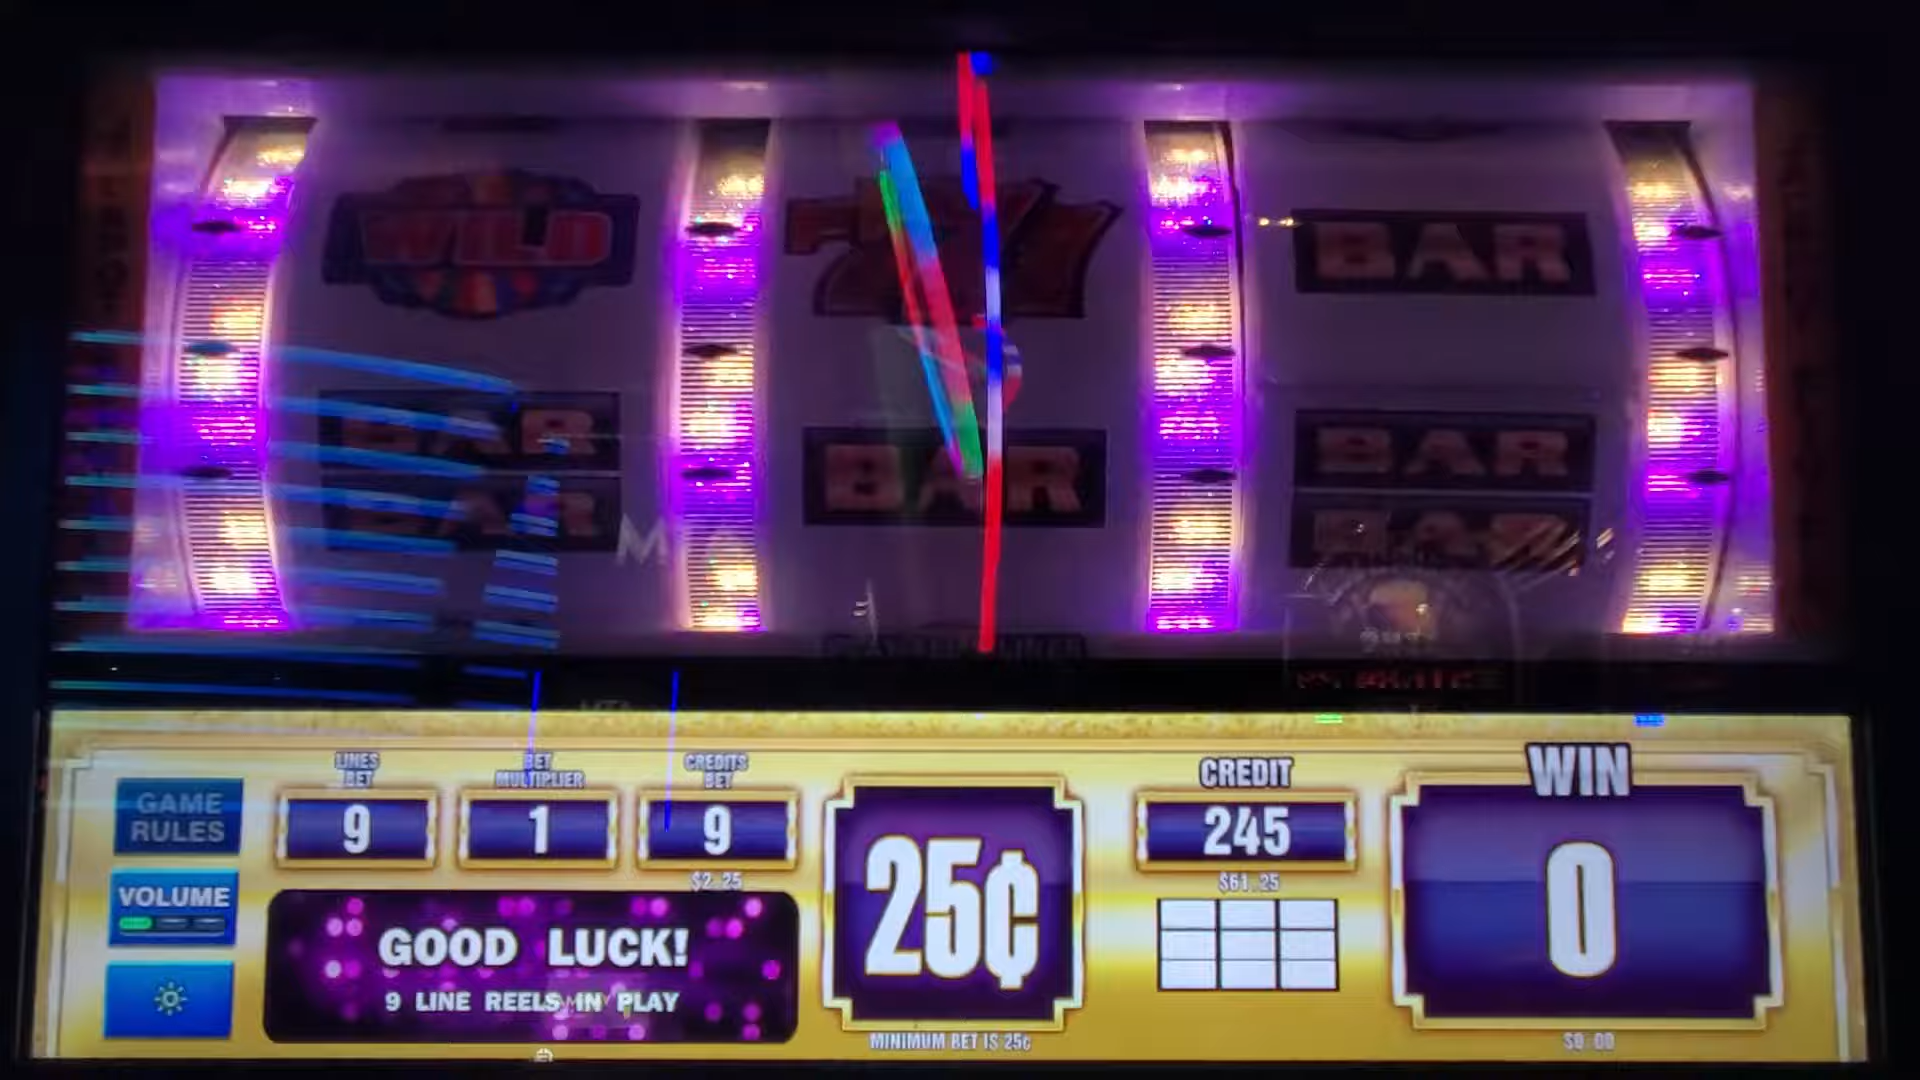 WILD
BAR
BAR
BAR
BAR
BAR
BAR
BAR
LINES
BET
BET
MULTIPLIER
CREDITS
BET
CREDIT
WIN
GAME
RULES
9
1
9
25¢
245
0
$2.25
$61.25
VOLUME
GOOD LUCK!
9 LINE REELS IN PLAY
MINIMUM BET IS 25¢
$0.00